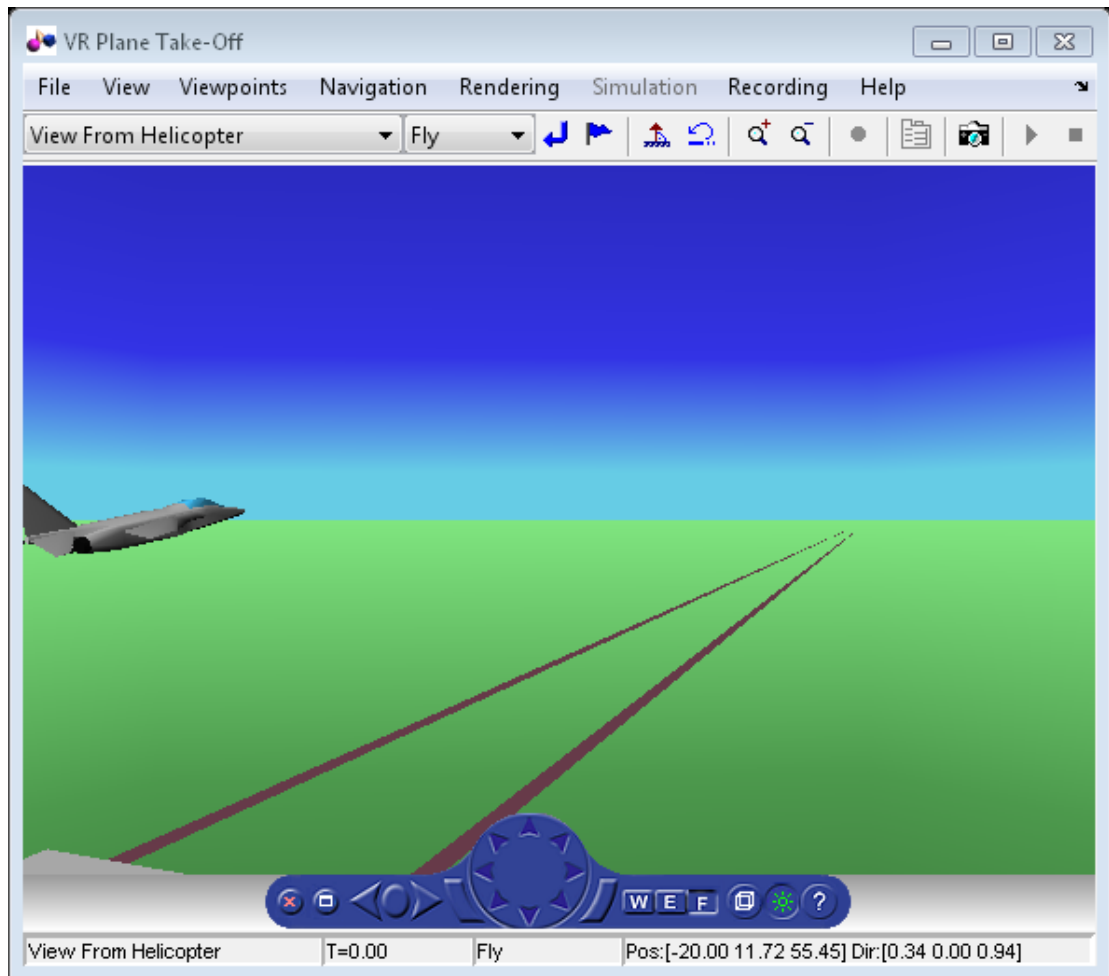 VR Plane Take-Off
File View Viewpoints Navigation Rendering Simulation Recording Help
View From Helicopter Fly
W E F ?
View From Helicopter T=0.00 Fly Pos:[-20.00 11.72 55.45] Dir:[0.34 0.00 0.94]